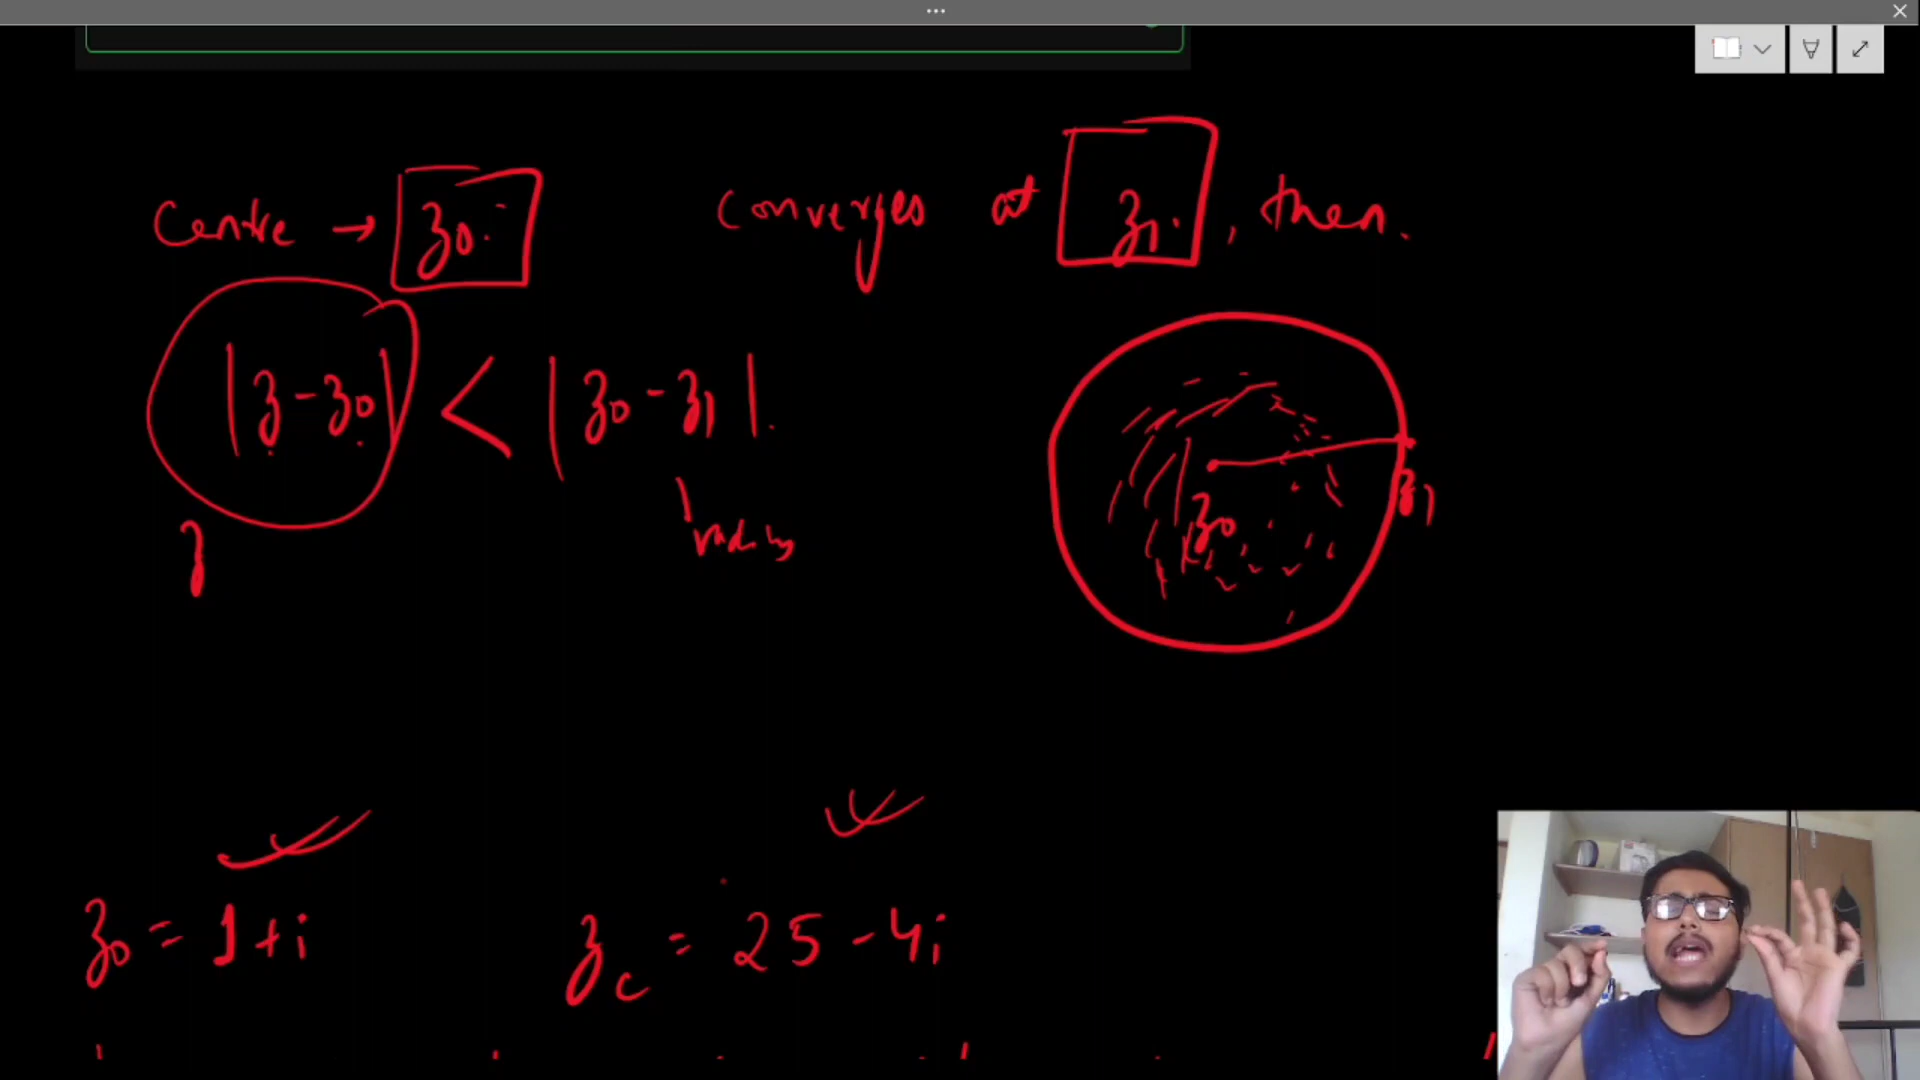 Centre → z0. converges at z1. , then.
|z - z0| < |z0 - z1|.
radius
z
z0
z1
z0 = 1 + i zc = 25 - 4i